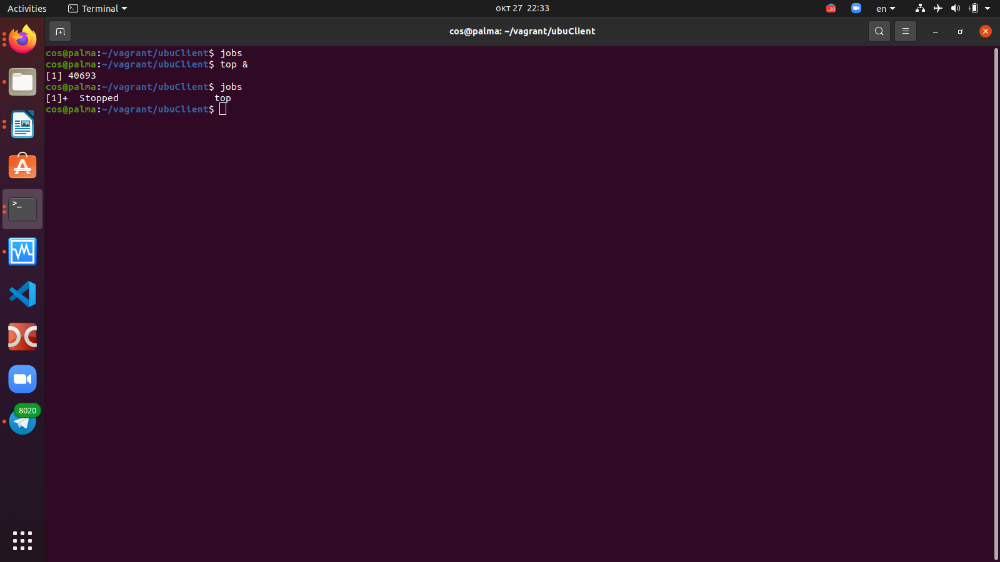 Activities
Terminal
окт 27 22:33
en
cos@palma: ~/vagrant/ubuClient
cos@palma:~/vagrant/ubuClient$ jobs
cos@palma:~/vagrant/ubuClient$ top &
[1] 40693
cos@palma:~/vagrant/ubuClient$ jobs
[1]+  Stopped                 top
cos@palma:~/vagrant/ubuClient$
>_
8020